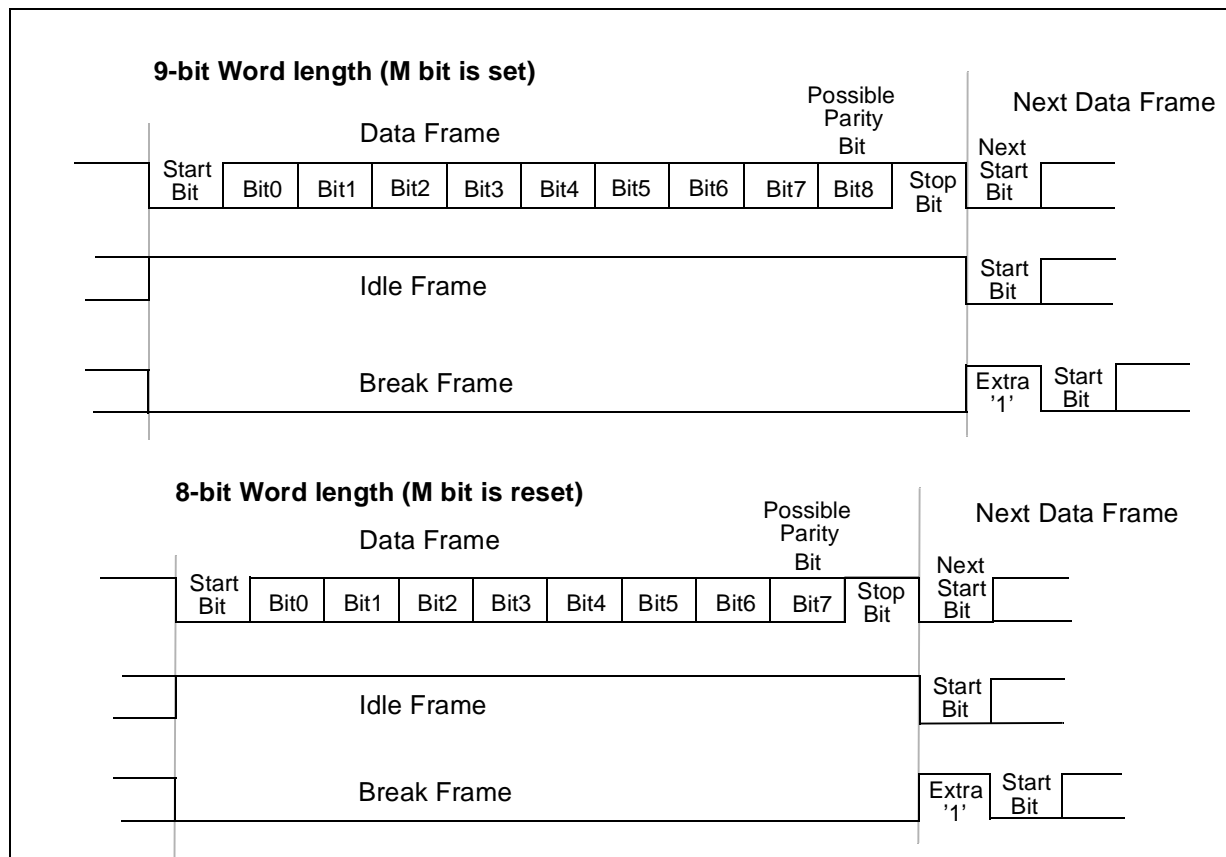 9-bit Word length (M bit is set)
Possible
Parity
Bit
Next Data Frame
Data Frame
Start
Bit
Bit0
Bit1
Bit2
Bit3
Bit4
Bit5
Bit6
Bit7
Bit8
Stop
Bit
Next
Start
Bit
Idle Frame
Start
Bit
Break Frame
Extra
'1'
Start
Bit
8-bit Word length (M bit is reset)
Possible
Parity
Bit
Next Data Frame
Data Frame
Start
Bit
Bit0
Bit1
Bit2
Bit3
Bit4
Bit5
Bit6
Bit7
Stop
Bit
Next
Start
Bit
Idle Frame
Start
Bit
Break Frame
Extra
'1'
Start
Bit